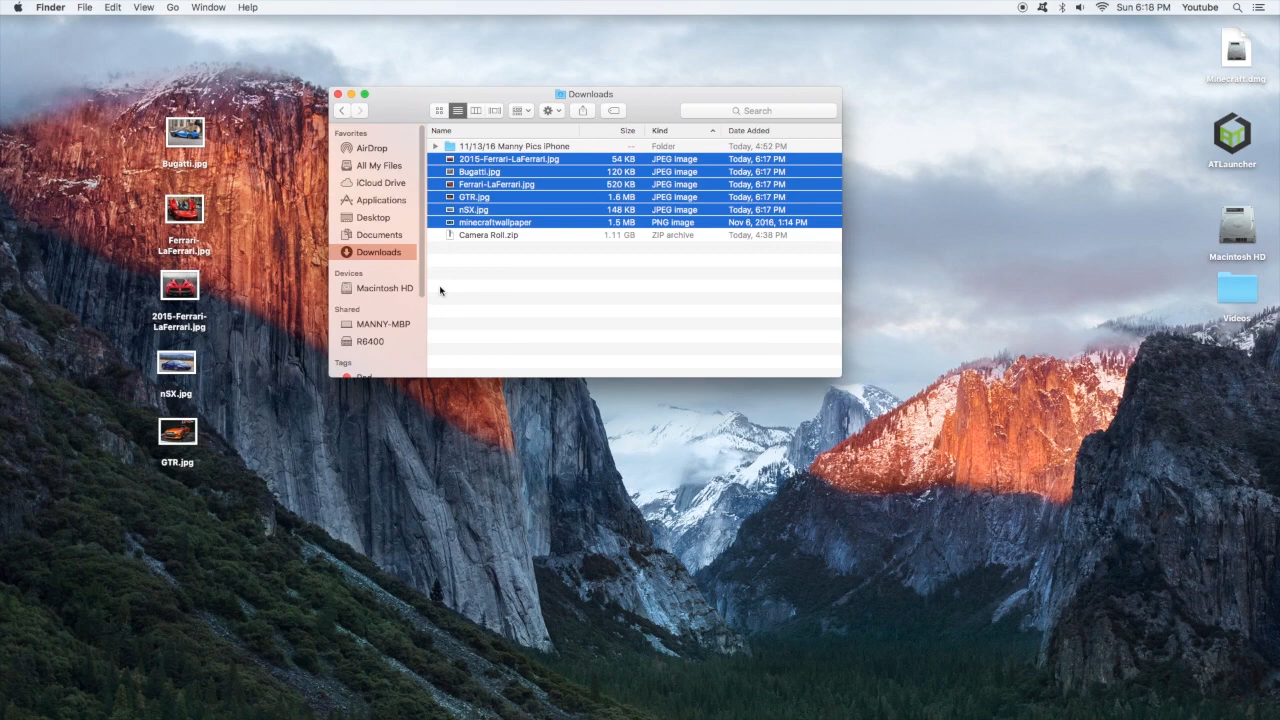 Finder File Edit View Go Window Help Sun 6:18 PM Youtube
Downloads
Search
Favorites
AirDrop
All My Files
iCloud Drive
Applications
Desktop
Documents
Downloads
Devices
Macintosh HD
Shared
MANNY-MBP
R6400
Tags
Name Size Kind Date Added
11/13/16 Manny Pics iPhone -- Folder Today, 4:52 PM
2015-Ferrari-LaFerrari.jpg 54 KB JPEG image Today, 6:17 PM
Bugatti.jpg 120 KB JPEG image Today, 6:17 PM
Ferrari-LaFerrari.jpg 520 KB JPEG image Today, 6:17 PM
GTR.jpg 1.6 MB JPEG image Today, 6:17 PM
nSX.jpg 148 KB JPEG image Today, 6:17 PM
minecraftwallpaper 1.5 MB PNG image Nov 6, 2016, 1:14 PM
Camera Roll.zip 1.11 GB ZIP archive Today, 4:38 PM
Bugatti.jpg
Ferrari-
LaFerrari.jpg
2015-Ferrari-
LaFerrari.jpg
nSX.jpg
GTR.jpg
Minecraft.dmg
ATLauncher
Macintosh HD
Videos